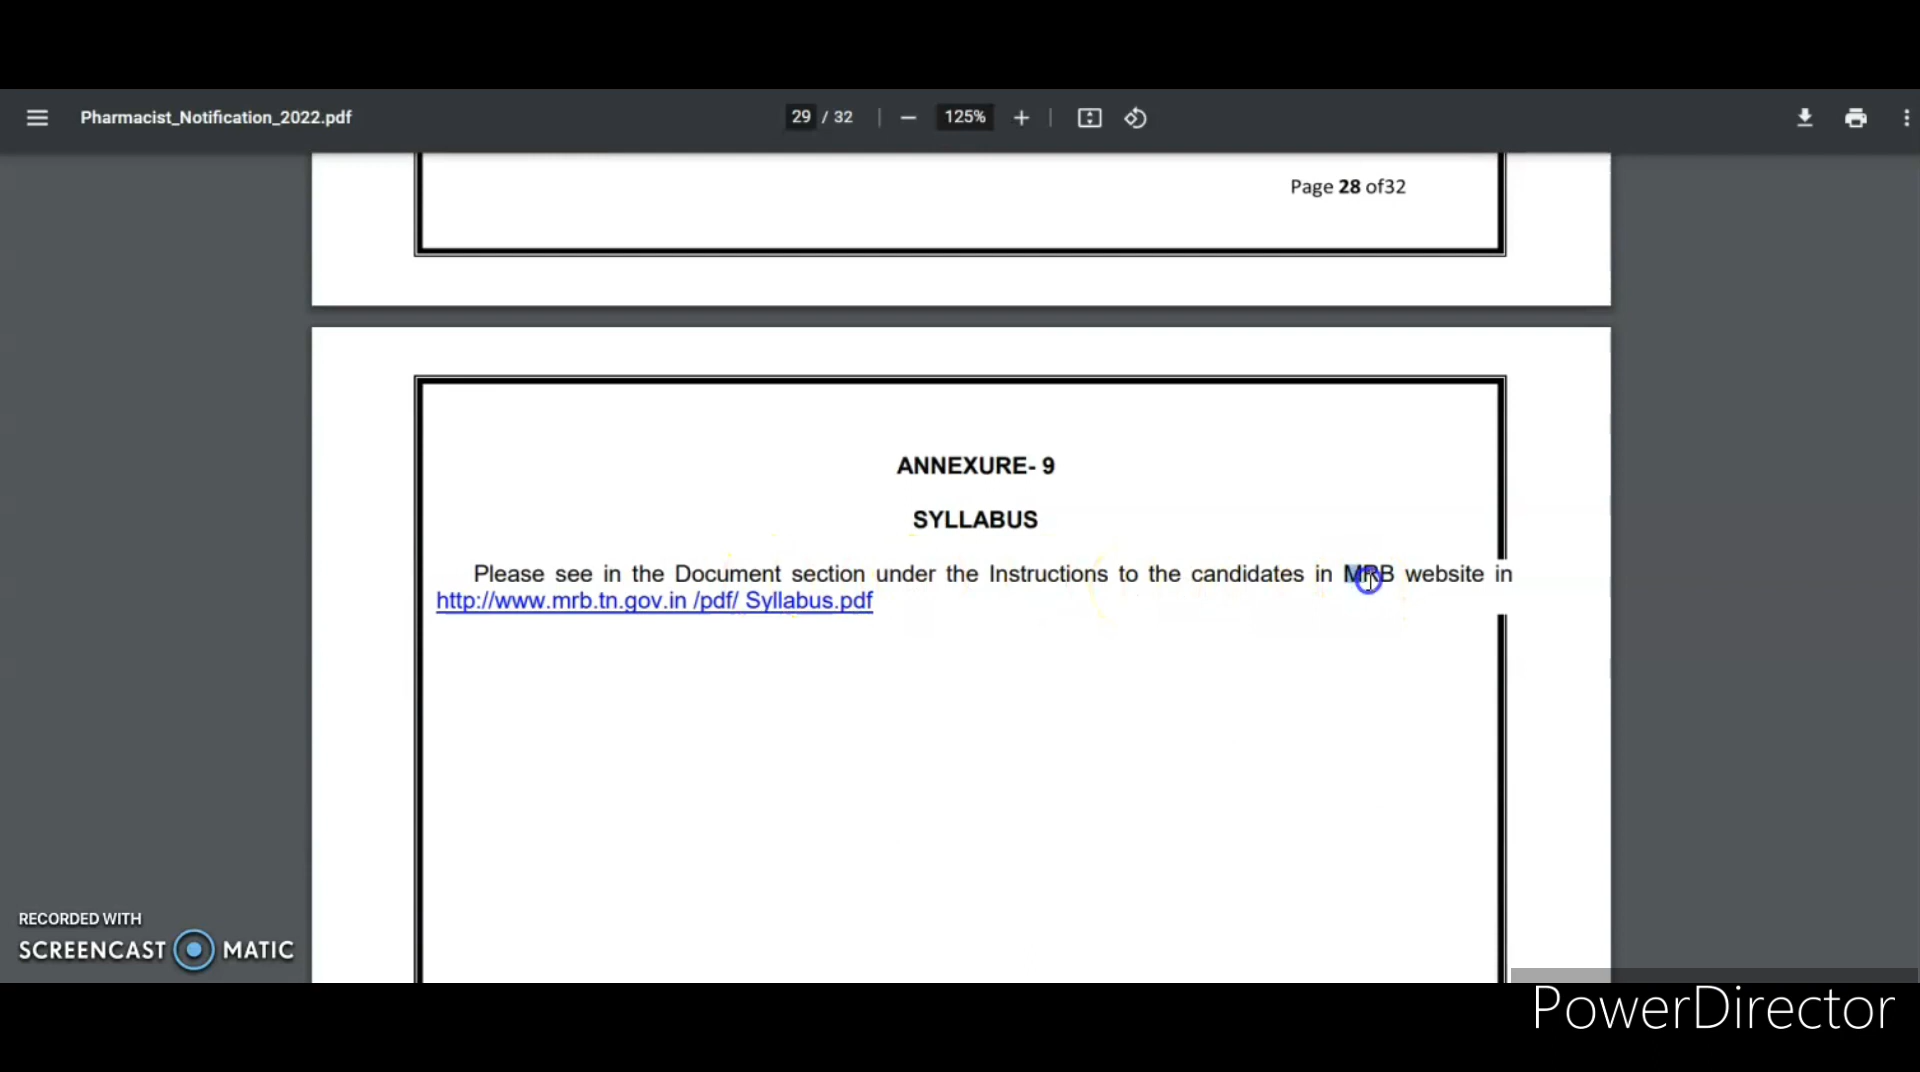 Pharmacist_Notification_2022.pdf
29 / 32
125%
Page 28 of32
ANNEXURE- 9
SYLLABUS
Please see in the Document section under the Instructions to the candidates in MRB website in
http://www.mrb.tn.gov.in /pdf/ Syllabus.pdf
RECORDED WITH
SCREENCAST MATIC
PowerDirector